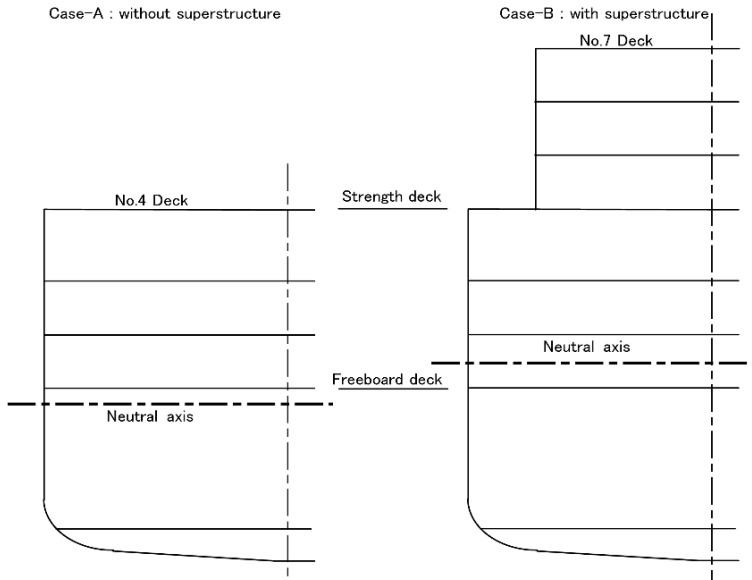 Case-A : without superstructure
Case-B : with superstructure
No.7 Deck
No.4 Deck
Strength deck
Neutral axis
Freeboard deck
Neutral axis